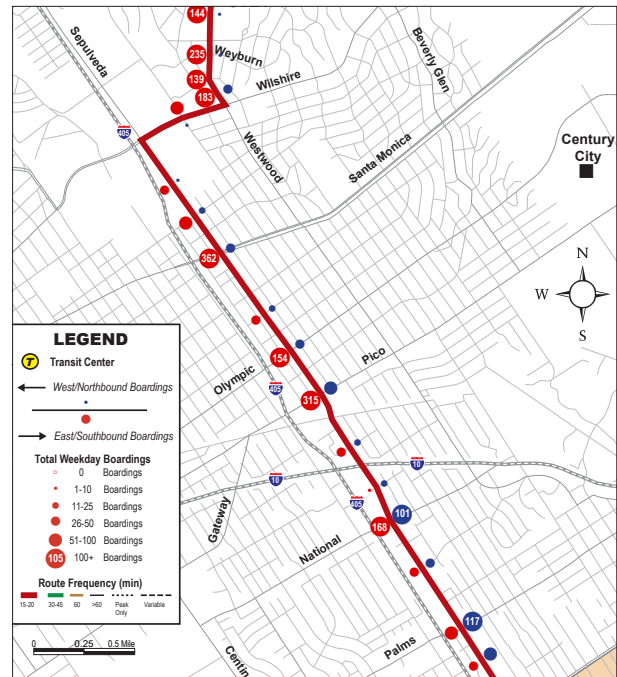 144
Sepulveda
235
Weyburn
Beverly Glen
139
Wilshire
183
405
Westwood
Santa Monica
Century
City
362
N
W
E
S
LEGEND
T Transit Center
West/Northbound Boardings
East/Southbound Boardings
Total Weekday Boardings
0 Boardings
1-10 Boardings
11-25 Boardings
26-50 Boardings
51-100 Boardings
105 100+ Boardings
Route Frequency (min)
15-20 30-45 60 >60 Peak Only Variable
0 0.25 0.5 Mile
154
Pico
Olympic
405
315
10
10
Gateway
405
101
168
National
117
Palms
Centin